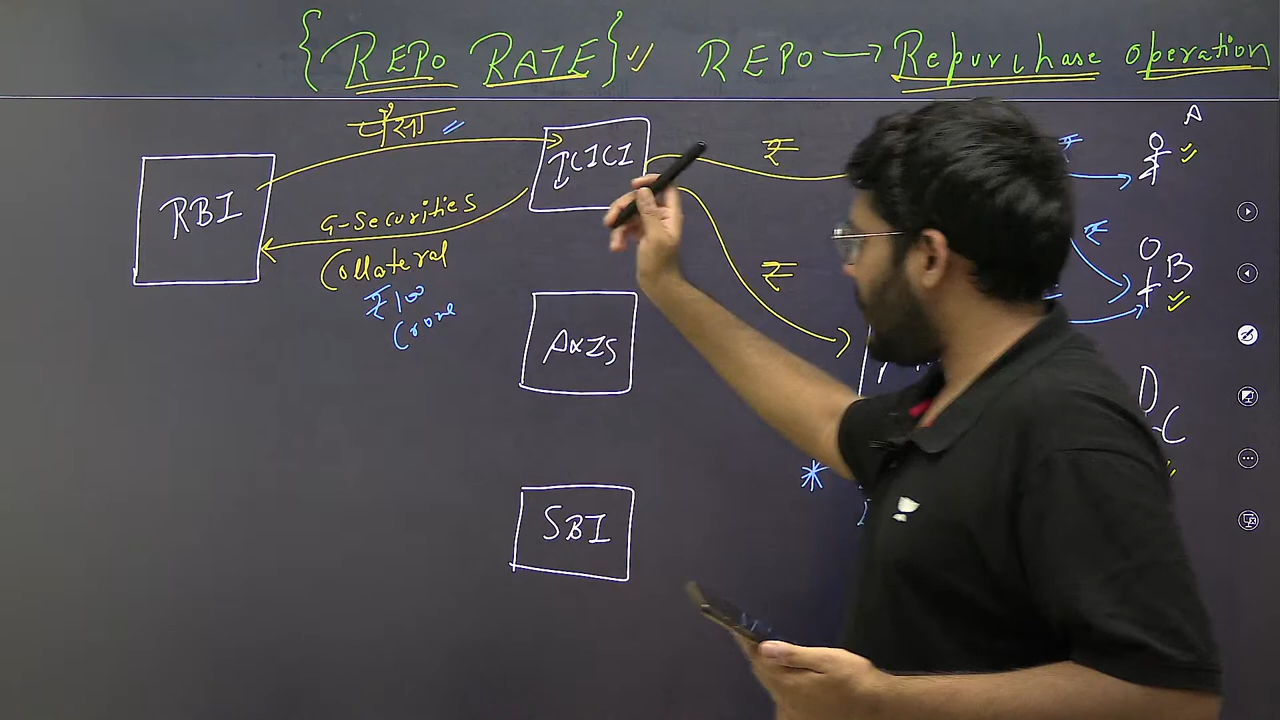 {REPO RATE} REPO → Repurchase operation
पैसा
RBI
ICICI
₹
₹
A
G-Securities
Collateral
₹100
Crore
₹
₹
B
AxIS
C
SBI